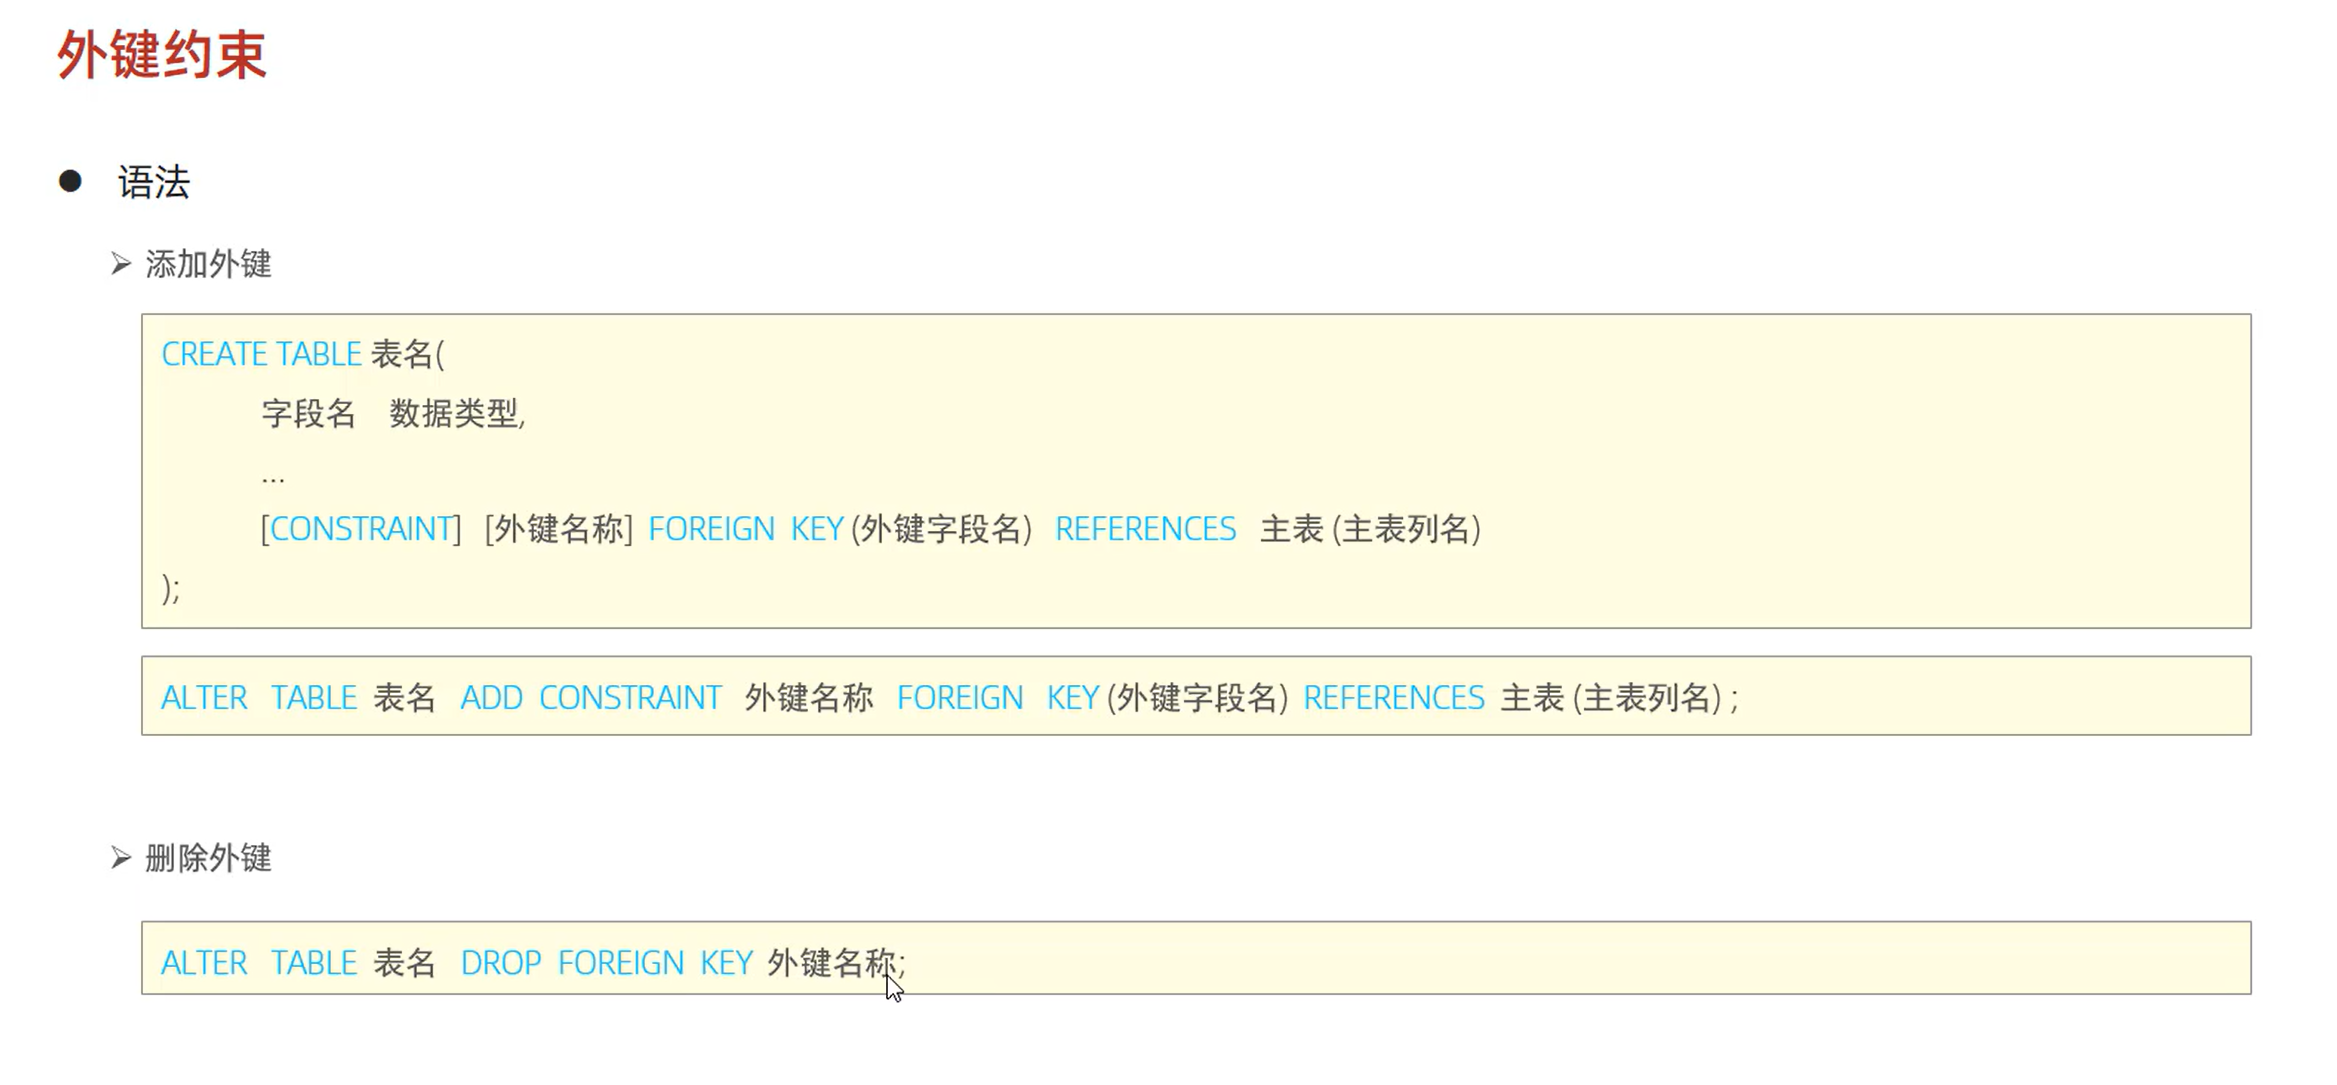 外键约束
语法
添加外键
CREATE TABLE 表名(
字段名 数据类型,
...
[CONSTRAINT] [外键名称] FOREIGN KEY (外键字段名) REFERENCES 主表 (主表列名)
);
ALTER TABLE 表名 ADD CONSTRAINT 外键名称 FOREIGN KEY (外键字段名) REFERENCES 主表 (主表列名) ;
删除外键
ALTER TABLE 表名 DROP FOREIGN KEY 外键名称;